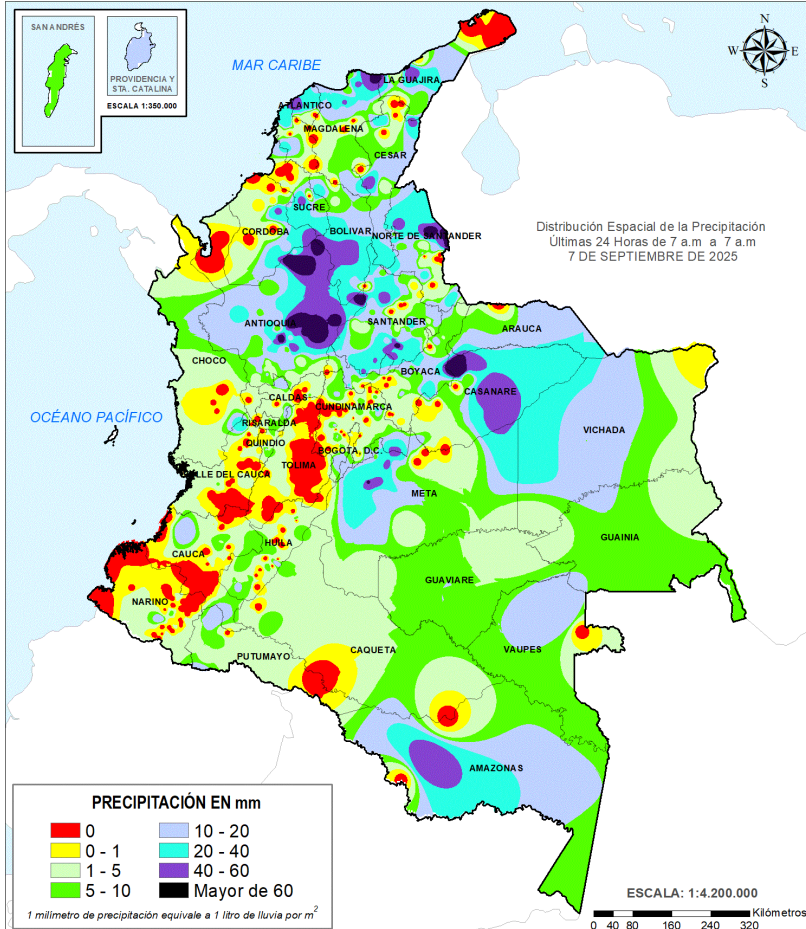 SAN ANDRÉS
PROVIDENCIA Y
STA. CATALINA
ESCALA 1:350.000
MAR CARIBE
N
W
E
S
LA GUAJIRA
ATLANTICO
MAGDALENA
CESAR
SUCRE
CORDOBA
BOLIVAR
NORTE DE SANTANDER
Distribución Espacial de la Precipitación
Últimas 24 Horas de 7 a.m a 7 a.m
7 DE SEPTIEMBRE DE 2025
ANTIOQUIA
SANTANDER
ARAUCA
CHOCO
BOYACA
CASANARE
CALDAS
CUNDINAMARCA
OCÉANO PACÍFICO
RISARALDA
VICHADA
QUINDIO
BOGOTA, D.C.
TOLIMA
VALLE DEL CAUCA
META
GUAINIA
HUILA
CAUCA
GUAVIARE
NARIÑO
CAQUETA
VAUPES
PUTUMAYO
AMAZONAS
PRECIPITACIÓN EN mm
0
0 - 1
1 - 5
5 - 10
10 - 20
20 - 40
40 - 60
Mayor de 60
1 milímetro de precipitación equivale a 1 litro de lluvia por m²
ESCALA: 1:4.200.000
Kilómetros
0 40 80 160 240 320